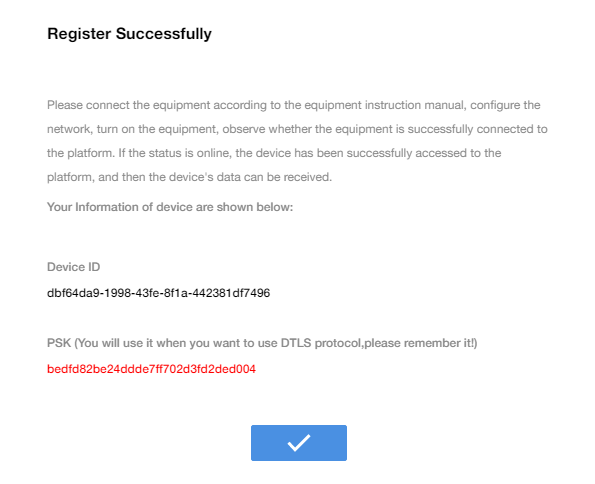 Register Successfully
Please connect the equipment according to the equipment instruction manual, configure the
network, turn on the equipment, observe whether the equipment is successfully connected to
the platform. If the status is online, the device has been successfully accessed to the
platform, and then the device's data can be received.
Your Information of device are shown below:
Device ID
dbf64da9-1998-43fe-8f1a-442381df7496
PSK (You will use it when you want to use DTLS protocol,please remember it!)
bedfd82be24ddde7ff702d3fd2ded004